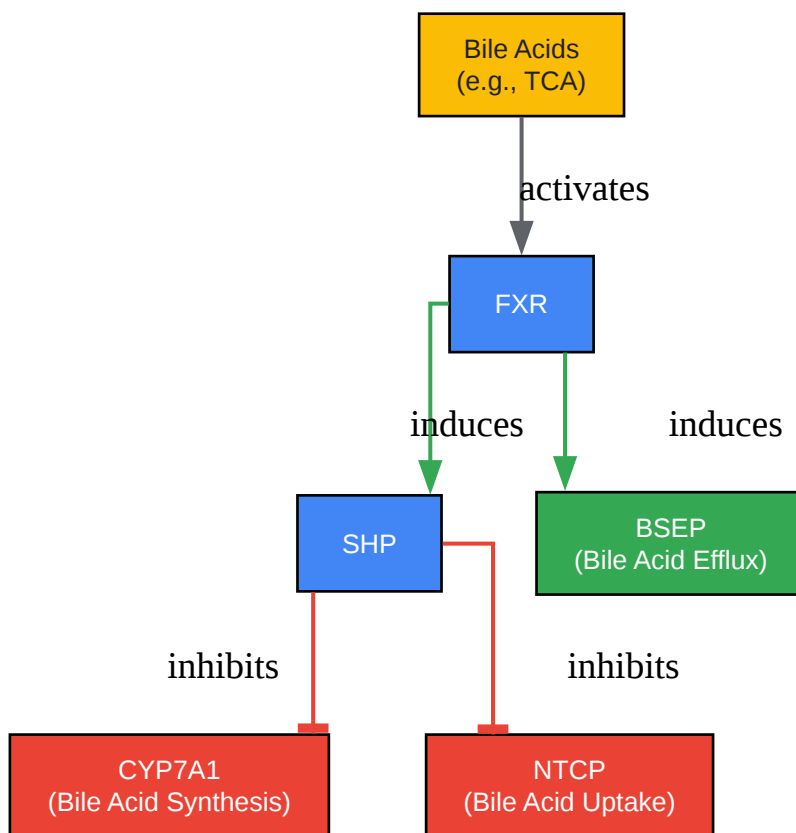 Bile Acids
(e.g., TCA)
activates
FXR
induces
induces
SHP
BSEP
(Bile Acid Efflux)
inhibits
inhibits
CYP7A1
(Bile Acid Synthesis)
NTCP
(Bile Acid Uptake)